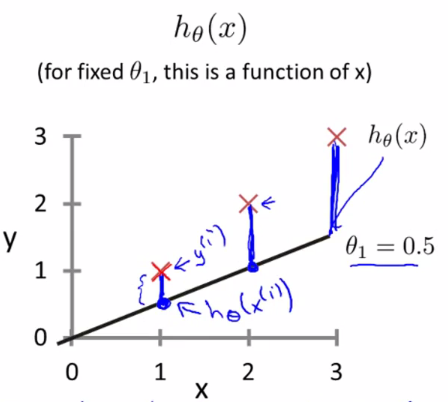 hθ(x)
(for fixed θ₁, this is a function of x)
3
hθ(x)
2
y
y⁽ⁱ⁾
θ₁ = 0.5
1
hθ(x⁽ⁱ⁾)
0
0 1 2 3
x